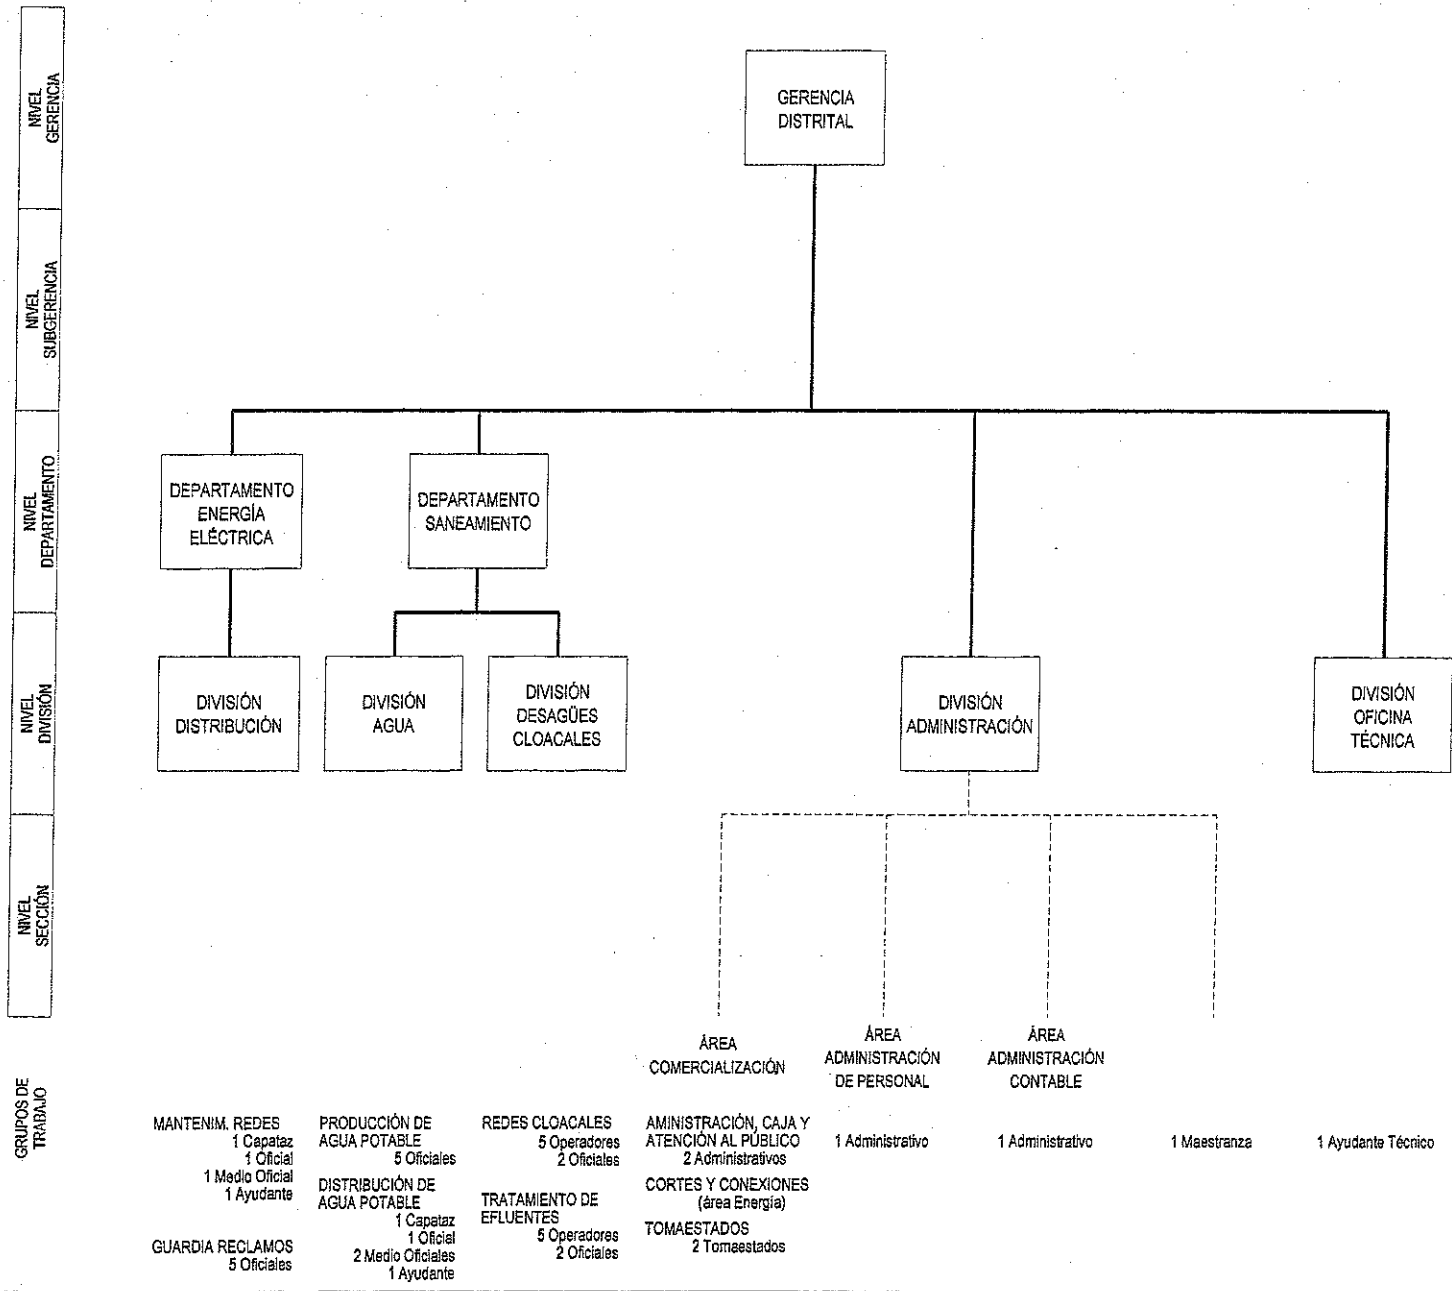 NIVEL
GERENCIA
NIVEL
SUBGERENCIA
NIVEL
DEPARTAMENTO
NIVEL
DIVISIÓN
NIVEL
SECCIÓN
GRUPOS DE
TRABAJO
GERENCIA
DISTRITAL
DEPARTAMENTO
ENERGÍA
ELÉCTRICA
DEPARTAMENTO
SANEAMIENTO
DIVISIÓN
DISTRIBUCIÓN
DIVISIÓN
AGUA
DIVISIÓN
DESAGÜES
CLOACALES
DIVISIÓN
ADMINISTRACIÓN
DIVISIÓN
OFICINA
TÉCNICA
ÁREA
COMERCIALIZACIÓN
ÁREA
ADMINISTRACIÓN
DE PERSONAL
ÁREA
ADMINISTRACIÓN
CONTABLE
MANTENIM. REDES
1 Capataz
1 Oficial
1 Medio Oficial
1 Ayudante
GUARDIA RECLAMOS
5 Oficiales
PRODUCCIÓN DE
AGUA POTABLE
5 Oficiales
DISTRIBUCIÓN DE
AGUA POTABLE
1 Capataz
1 Oficial
2 Medio Oficiales
1 Ayudante
REDES CLOACALES
5 Operadores
2 Oficiales
TRATAMIENTO DE
EFLUENTES
5 Operadores
2 Oficiales
AMINISTRACIÓN, CAJA Y
ATENCIÓN AL PÚBLICO
2 Administrativos
CORTES Y CONEXIONES
(área Energía)
TOMAESTADOS
2 Tomaestados
1 Administrativo
1 Administrativo
1 Maestranza
1 Ayudante Técnico